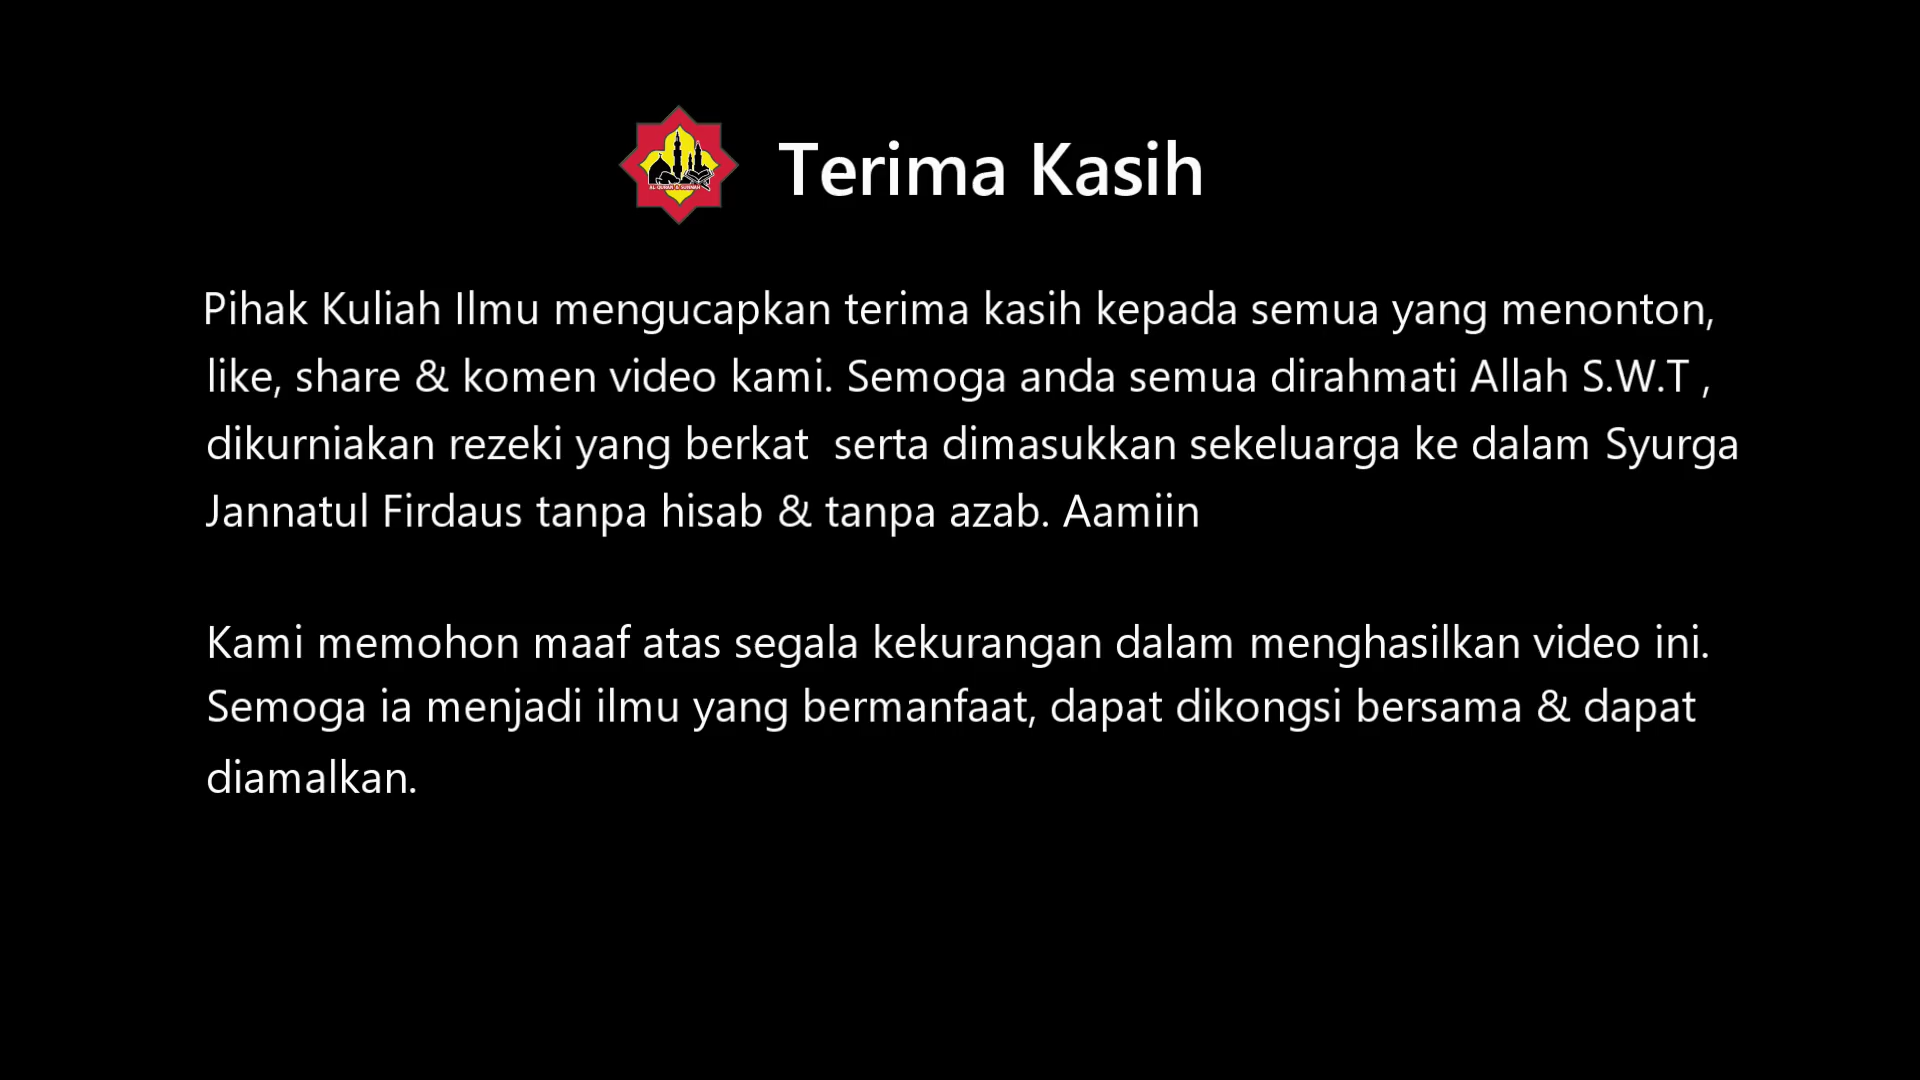 Terima Kasih
AL-QURAN & SUNNAH
Pihak Kuliah Ilmu mengucapkan terima kasih kepada semua yang menonton,
like, share & komen video kami. Semoga anda semua dirahmati Allah S.W.T ,
dikurniakan rezeki yang berkat  serta dimasukkan sekeluarga ke dalam Syurga
Jannatul Firdaus tanpa hisab & tanpa azab. Aamiin
Kami memohon maaf atas segala kekurangan dalam menghasilkan video ini.
Semoga ia menjadi ilmu yang bermanfaat, dapat dikongsi bersama & dapat
diamalkan.